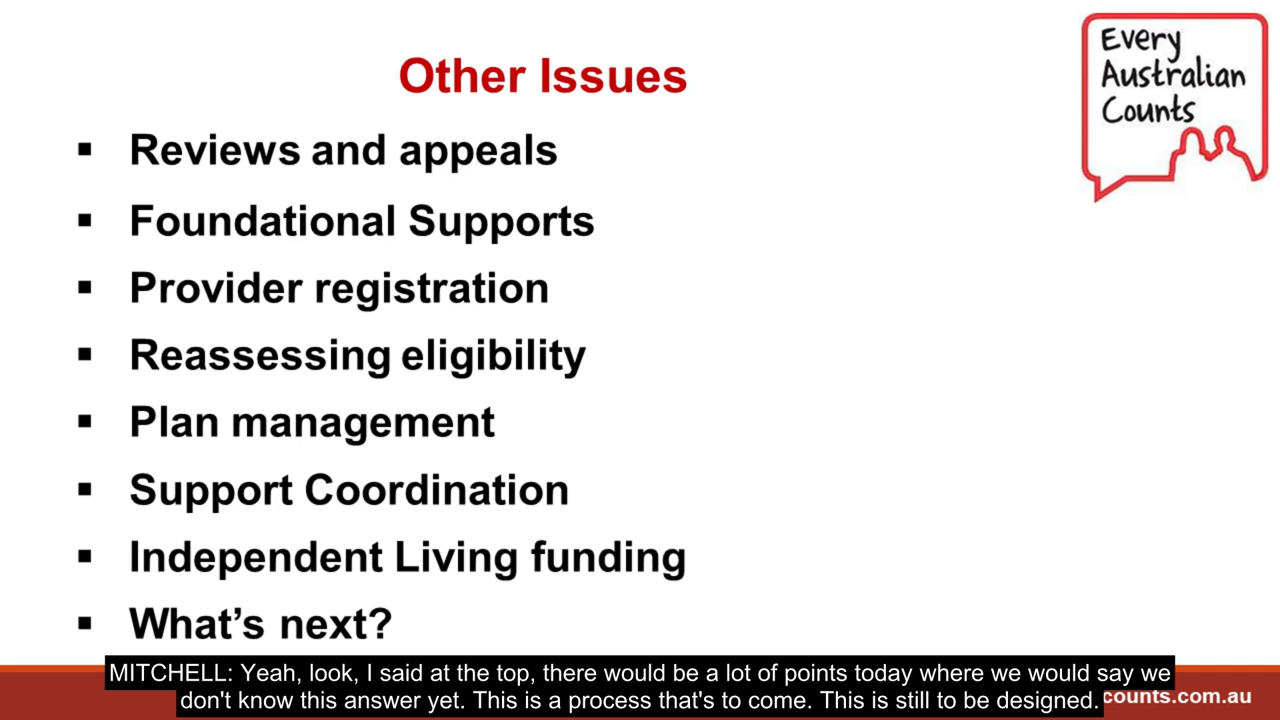 Every
Australian
Counts
Other Issues
▪ Reviews and appeals
▪ Foundational Supports
▪ Provider registration
▪ Reassessing eligibility
▪ Plan management
▪ Support Coordination
▪ Independent Living funding
▪ What’s next?
MITCHELL: Yeah, look, I said at the top, there would be a lot of points today where we would say we
don't know this answer yet. This is a process that's to come. This is still to be designed.
counts.com.au